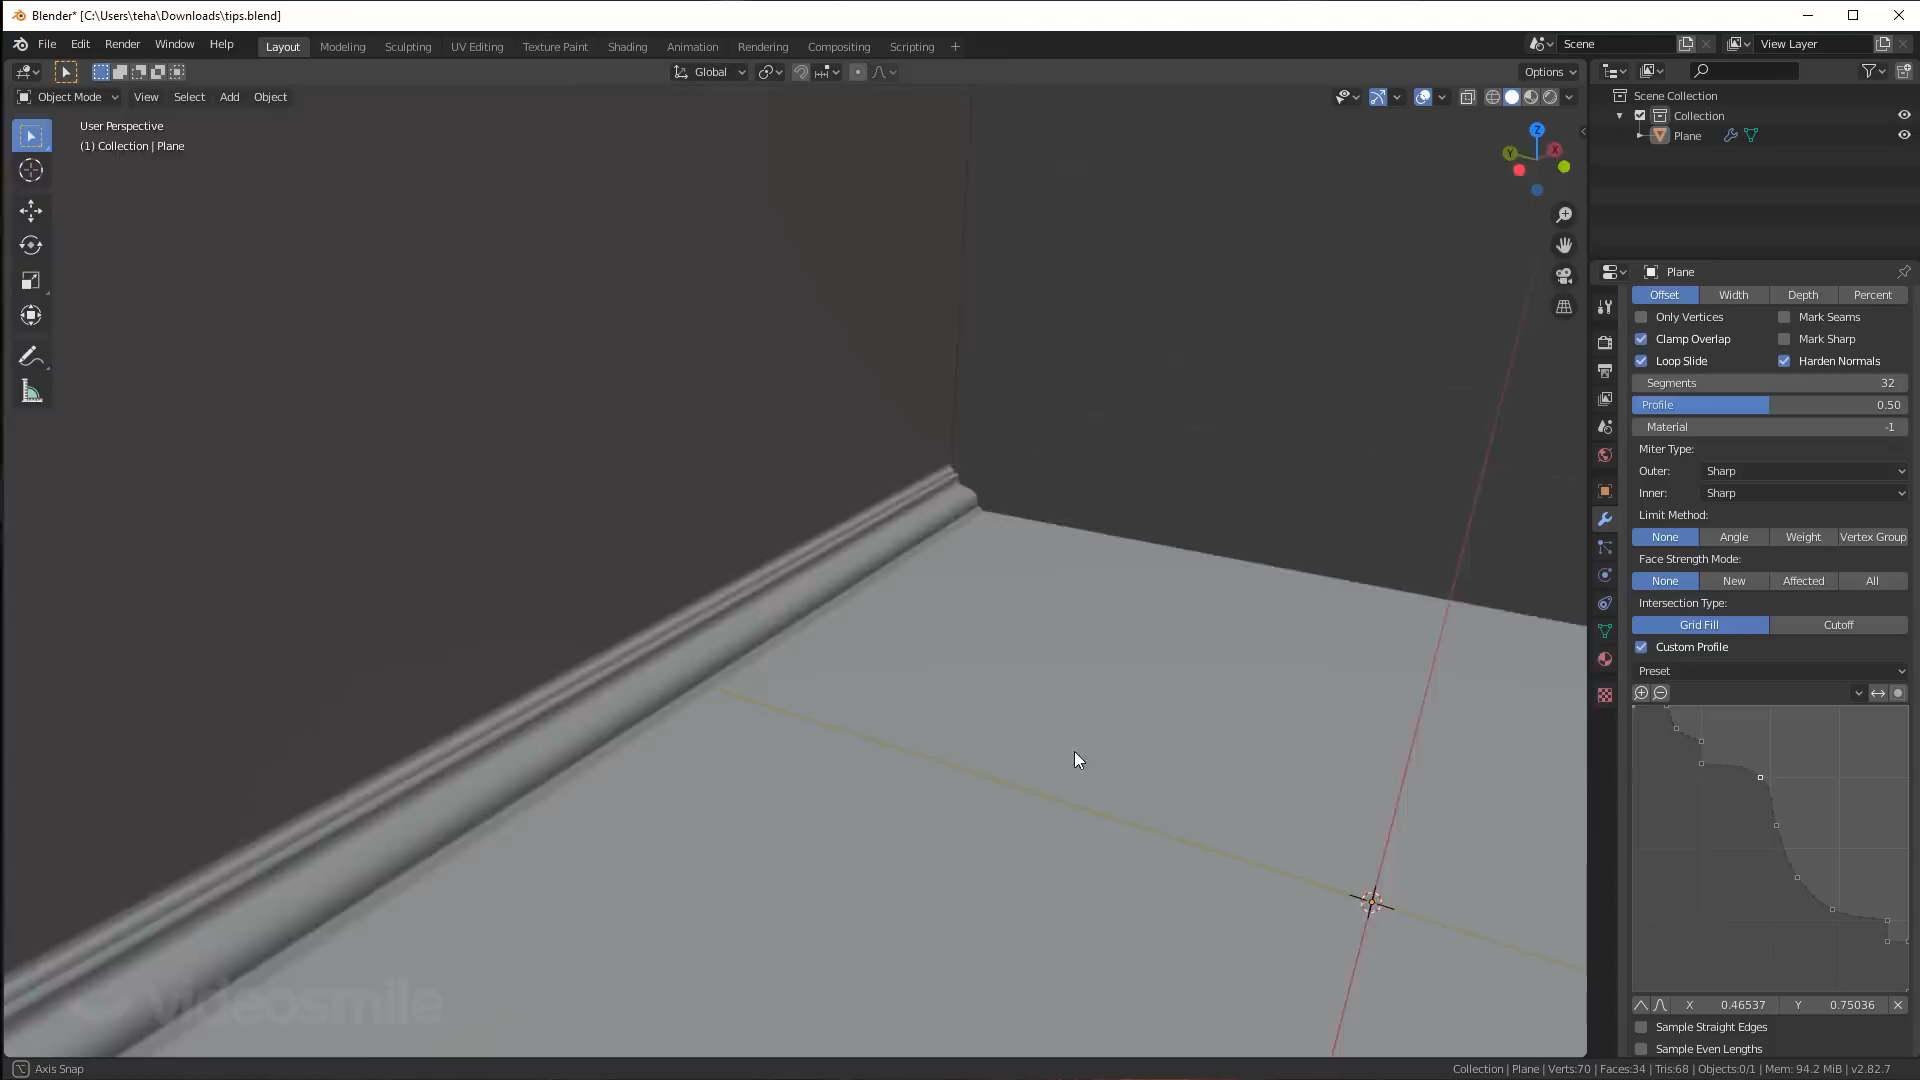 Blender* [C:\Users\teha\Downloads\tips.blend]
File Edit Render Window Help Layout Modeling Sculpting UV Editing Texture Paint Shading Animation Rendering Compositing Scripting + Scene View Layer
Global Options
Object Mode View Select Add Object
User Perspective
(1) Collection | Plane
Z
Y
X
Scene Collection
Collection
Plane
Plane
Offset Width Depth Percent
Only Vertices Mark Seams
Clamp Overlap Mark Sharp
Loop Slide Harden Normals
Segments 32
Profile 0.50
Material -1
Miter Type:
Outer: Sharp
Inner: Sharp
Limit Method:
None Angle Weight Vertex Group
Face Strength Mode:
None New Affected All
Intersection Type:
Grid Fill Cutoff
Custom Profile
Preset
X 0.46537 Y 0.75036
Sample Straight Edges
Sample Even Lengths
videosmile
Axis Snap
Collection | Plane | Verts:70 | Faces:34 | Tris:68 | Objects:0/1 | Mem: 94.2 MiB | v2.82.7